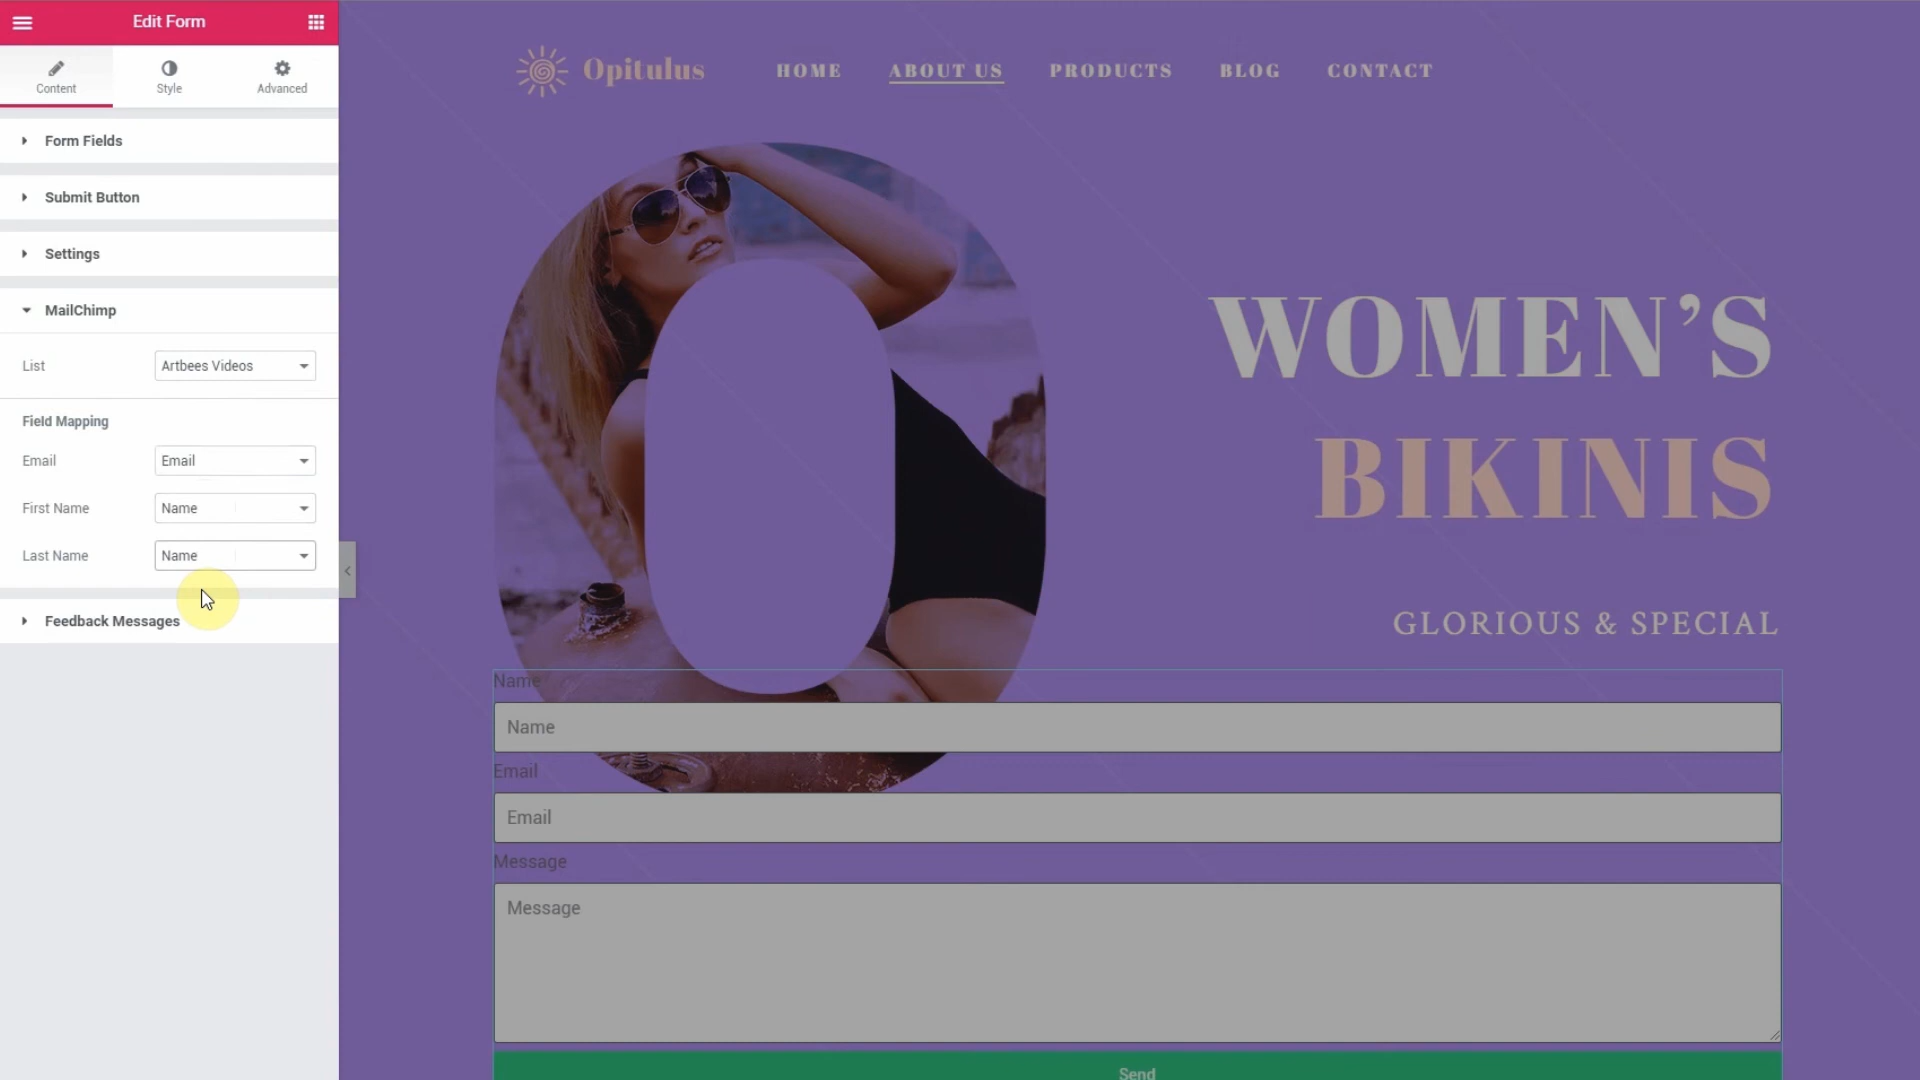 Edit Form
Content
Style
Advanced
Form Fields
Submit Button
Settings
MailChimp
List
Artbees Videos
Field Mapping
Email
Email
First Name
Name
Last Name
Name
Feedback Messages
Opitulus
HOME
ABOUT US
PRODUCTS
BLOG
CONTACT
WOMEN’S
BIKINIS
GLORIOUS & SPECIAL
Name
Name
Email
Email
Message
Message
Send